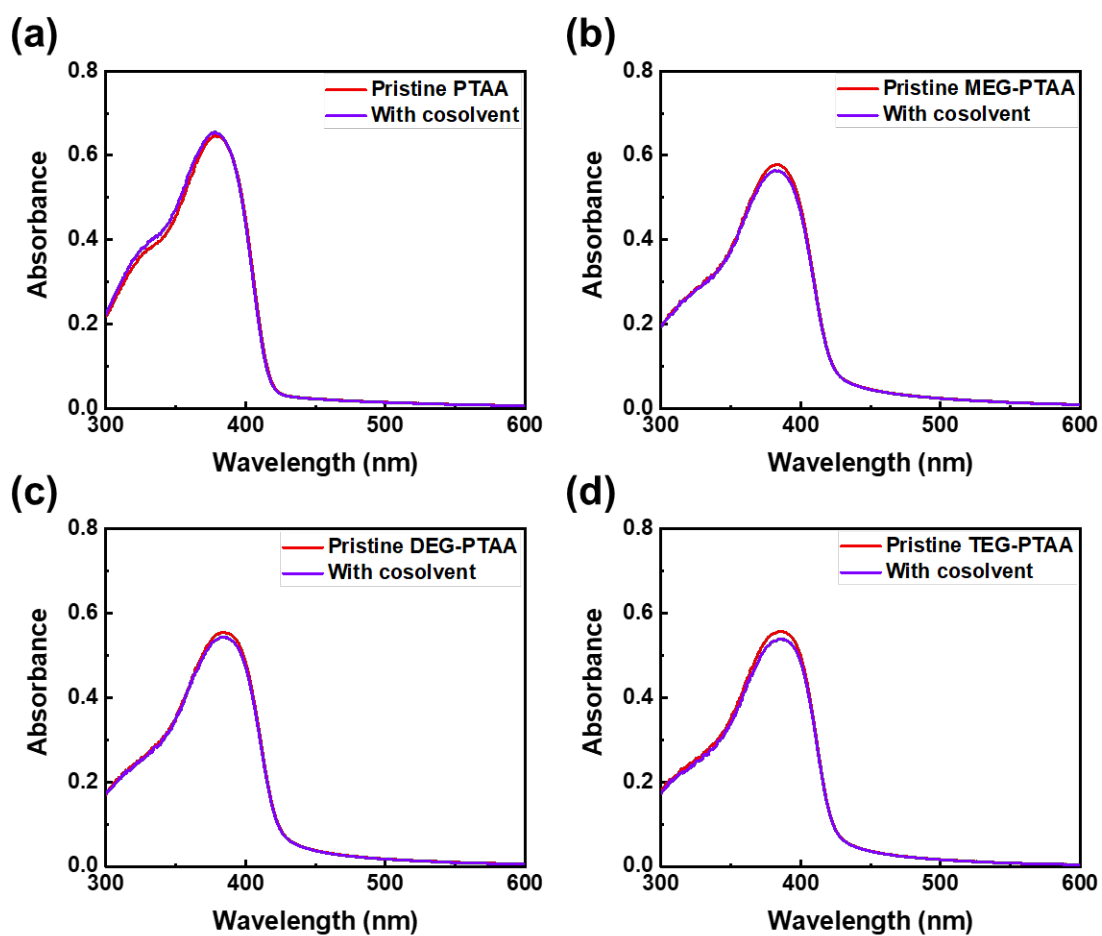 (a)
Absorbance
0.8
0.6
0.4
0.2
0.0
Pristine PTAA
With cosolvent
300 400 500 600
Wavelength (nm)
(b)
Absorbance
0.8
0.6
0.4
0.2
0.0
Pristine MEG-PTAA
With cosolvent
300 400 500 600
Wavelength (nm)
(c)
Absorbance
0.8
0.6
0.4
0.2
0.0
Pristine DEG-PTAA
With cosolvent
300 400 500 600
Wavelength (nm)
(d)
Absorbance
0.8
0.6
0.4
0.2
0.0
Pristine TEG-PTAA
With cosolvent
300 400 500 600
Wavelength (nm)